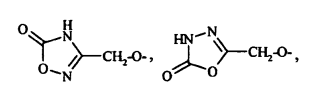 H
O N HN N
CH₂-O-, CH₂-O-,
O N O O